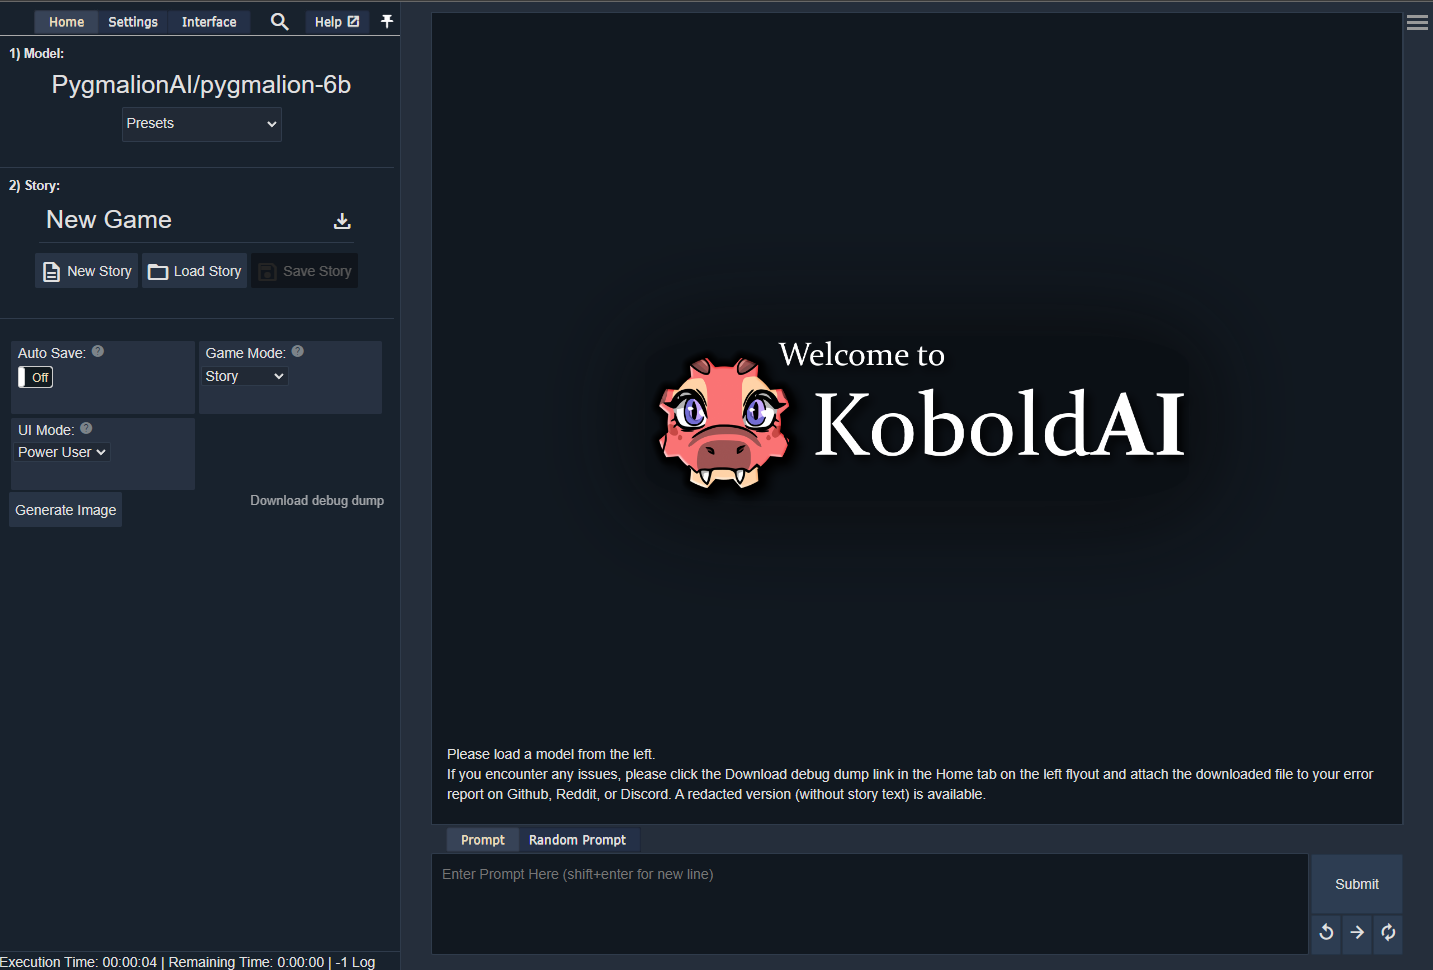 Home Settings Interface Help
1) Model:
PygmalionAI/pygmalion-6b
Presets
2) Story:
New Game
New Story Load Story Save Story
Auto Save: ?
Off
Game Mode: ?
Story
UI Mode: ?
Power User
Generate Image
Download debug dump
Execution Time: 00:00:04 | Remaining Time: 0:00:00 | -1 Log
Welcome to
KoboldAI
Please load a model from the left.
If you encounter any issues, please click the Download debug dump link in the Home tab on the left flyout and attach the downloaded file to your error
report on Github, Reddit, or Discord. A redacted version (without story text) is available.
Prompt Random Prompt
Enter Prompt Here (shift+enter for new line)
Submit